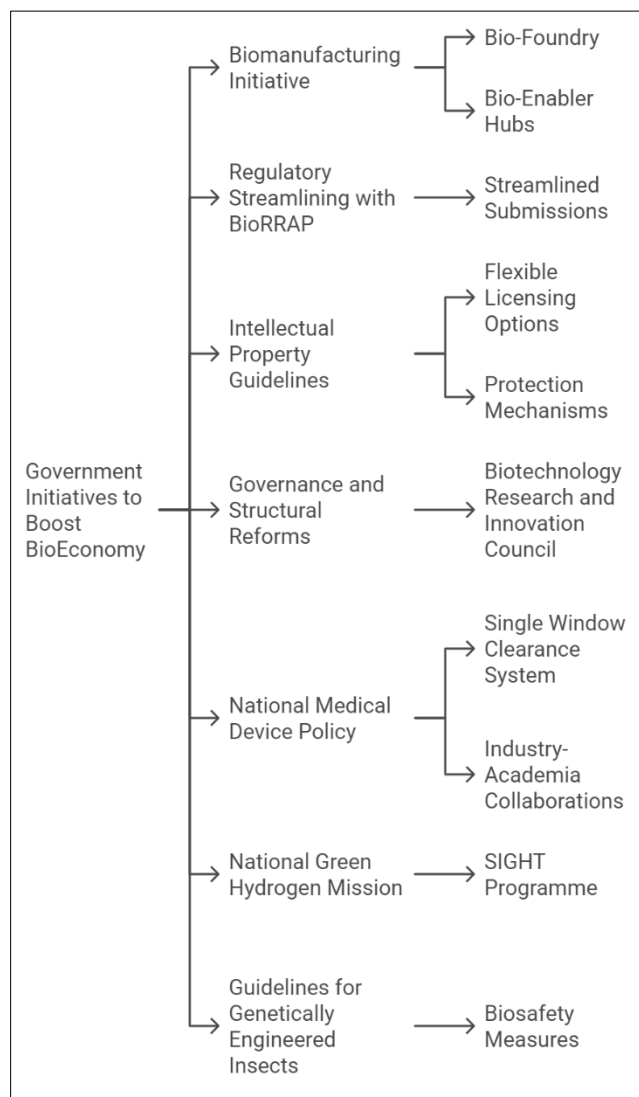 Government
Initiatives to
Boost
BioEconomy
Biomanufacturing
Initiative
Bio-Foundry
Bio-Enabler
Hubs
Regulatory
Streamlining with
BioRRAP
Streamlined
Submissions
Intellectual
Property
Guidelines
Flexible
Licensing
Options
Protection
Mechanisms
Governance and
Structural
Reforms
Biotechnology
Research and
Innovation
Council
National Medical
Device Policy
Single Window
Clearance
System
Industry-
Academia
Collaborations
National Green
Hydrogen Mission
SIGHT
Programme
Guidelines for
Genetically
Engineered
Insects
Biosafety
Measures